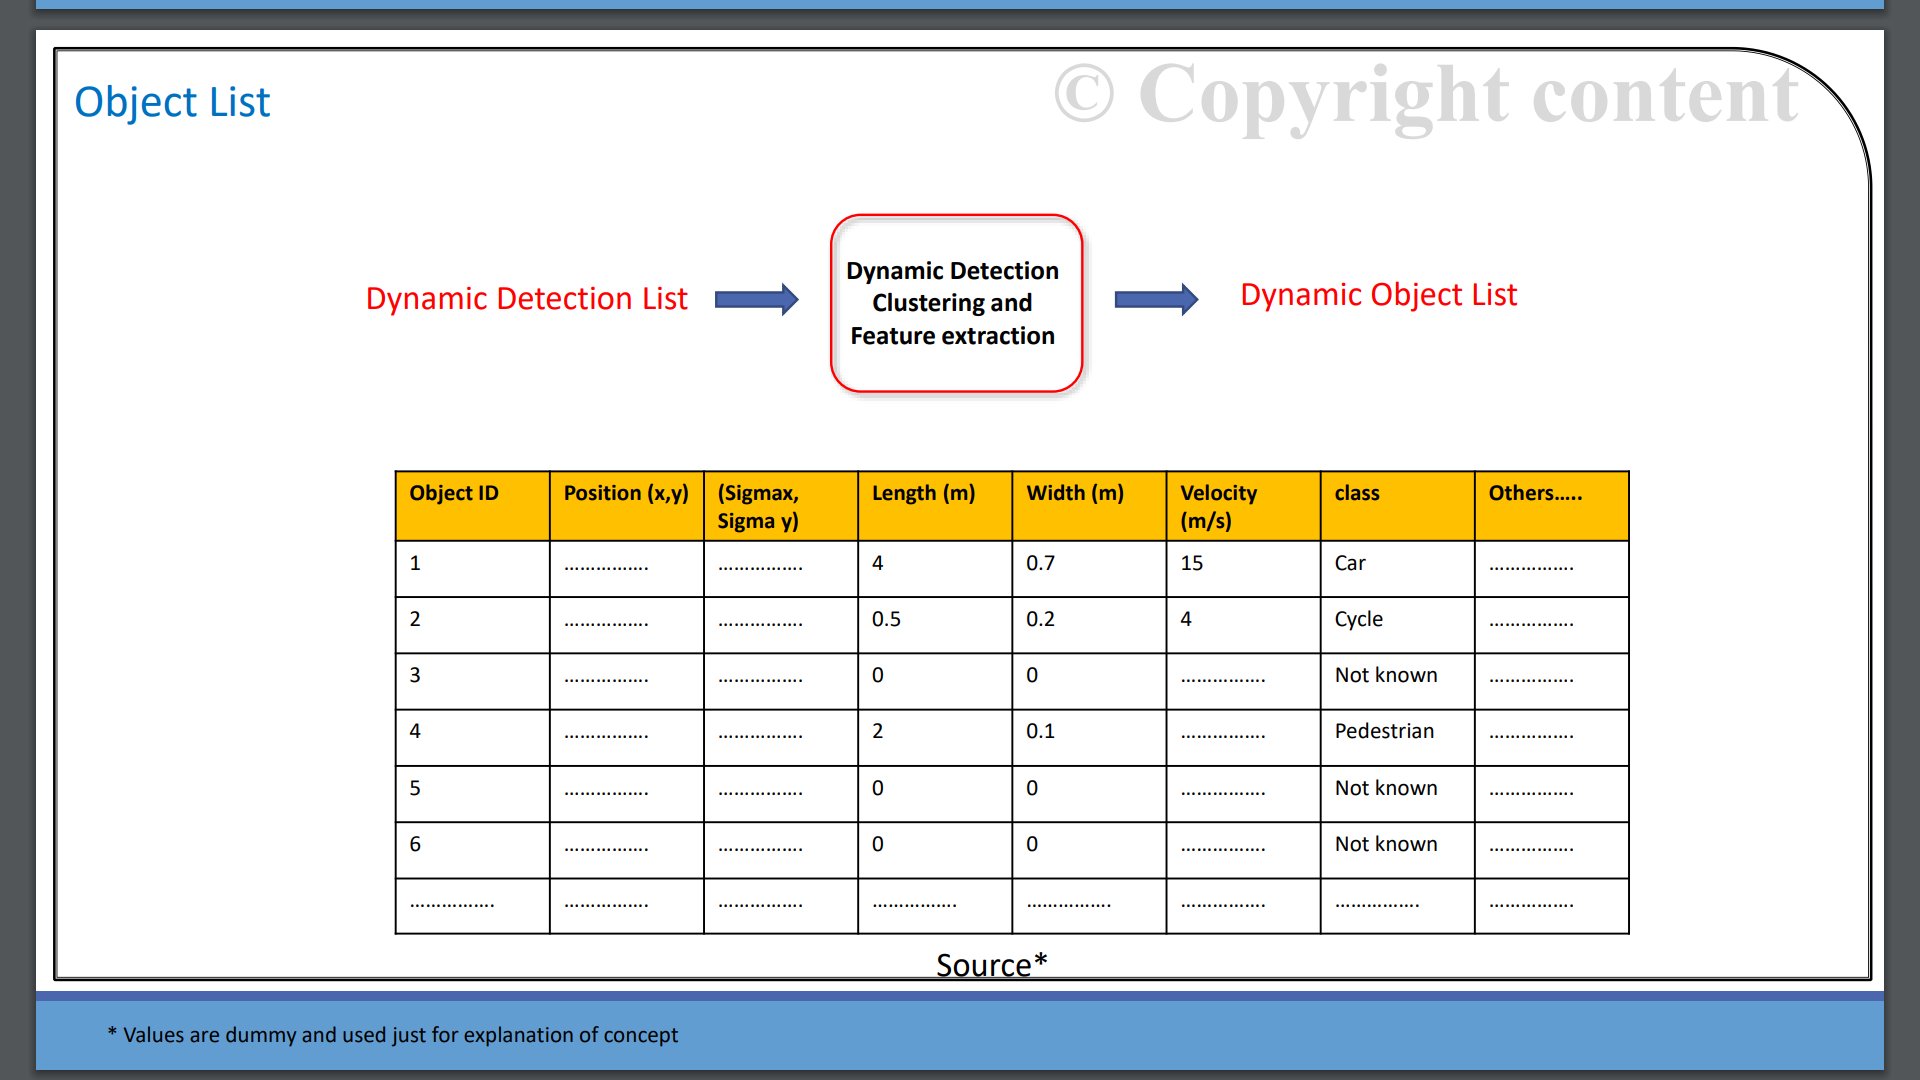 © Copyright content
Object List
Dynamic Detection List
Dynamic Detection
Clustering and
Feature extraction
Dynamic Object List
Object ID Position (x,y) (Sigmax, Sigma y) Length (m) Width (m) Velocity (m/s) class Others.....
1 ................ ................ 4 0.7 15 Car ................
2 ................ ................ 0.5 0.2 4 Cycle ................
3 ................ ................ 0 0 ................ Not known ................
4 ................ ................ 2 0.1 ................ Pedestrian ................
5 ................ ................ 0 0 ................ Not known ................
6 ................ ................ 0 0 ................ Not known ................
................ ................ ................ ................ ................ ................ ................ ................
Source*
* Values are dummy and used just for explanation of concept